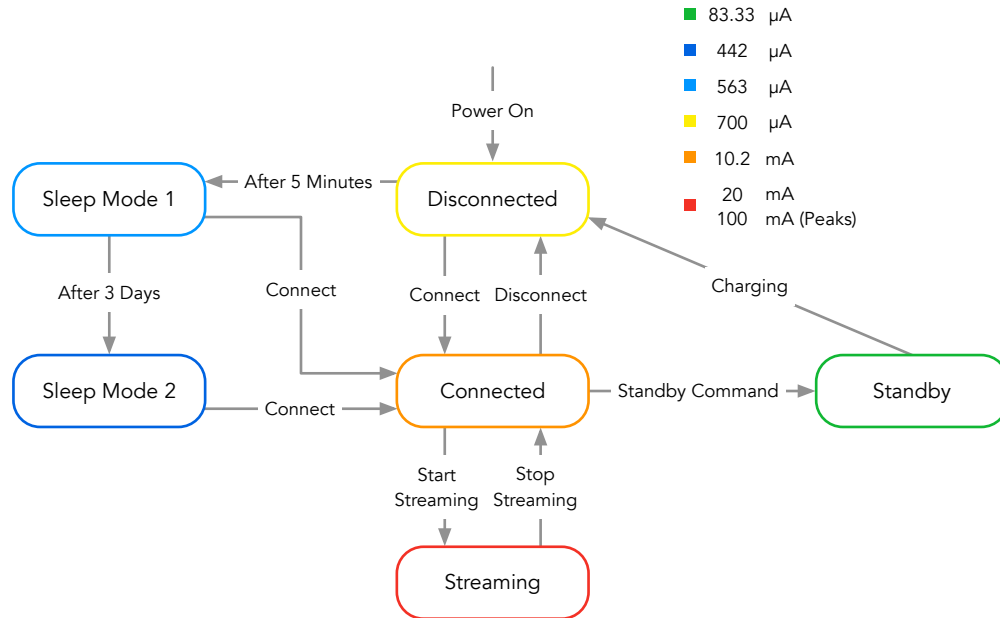 83.33 µA
442 µA
563 µA
700 µA
10.2 mA
20 mA
100 mA (Peaks)
Power On
Sleep Mode 1
After 5 Minutes
Disconnected
After 3 Days
Connect
Connect
Disconnect
Charging
Sleep Mode 2
Connect
Connected
Standby Command
Standby
Start
Streaming
Stop
Streaming
Streaming